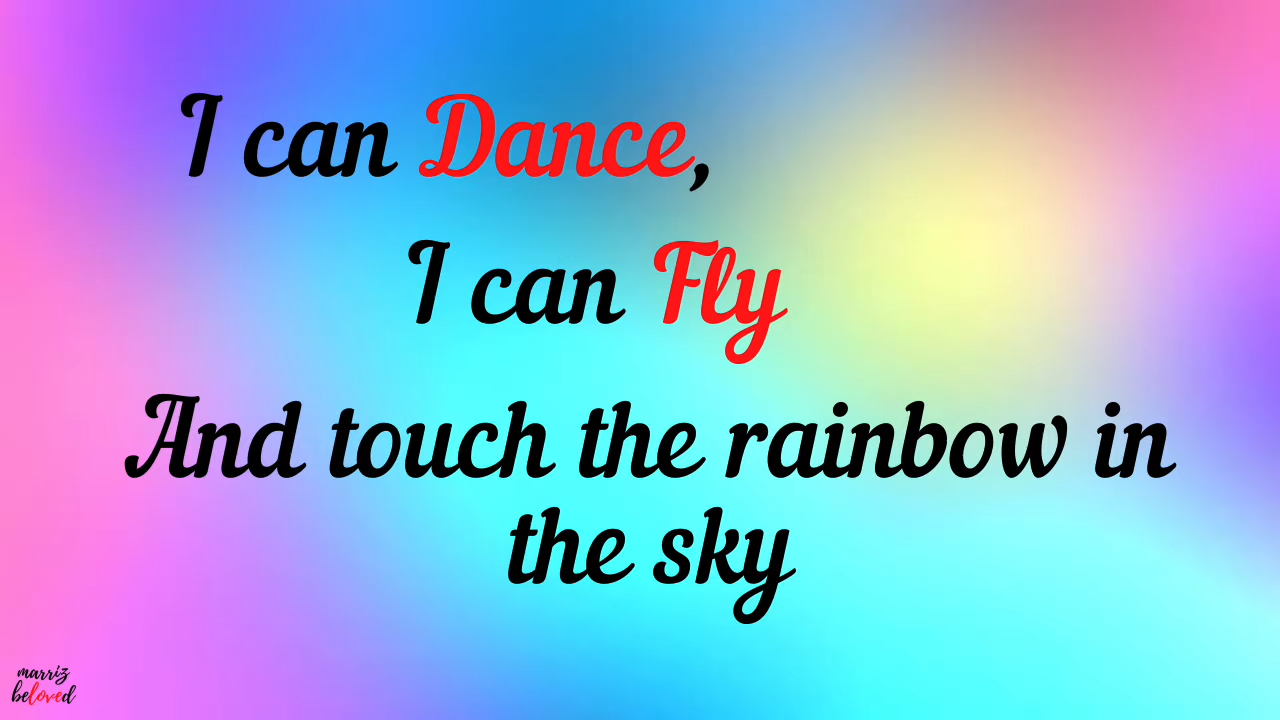 I can Dance,
I can Fly
And touch the rainbow in
the sky
marriz
beloved